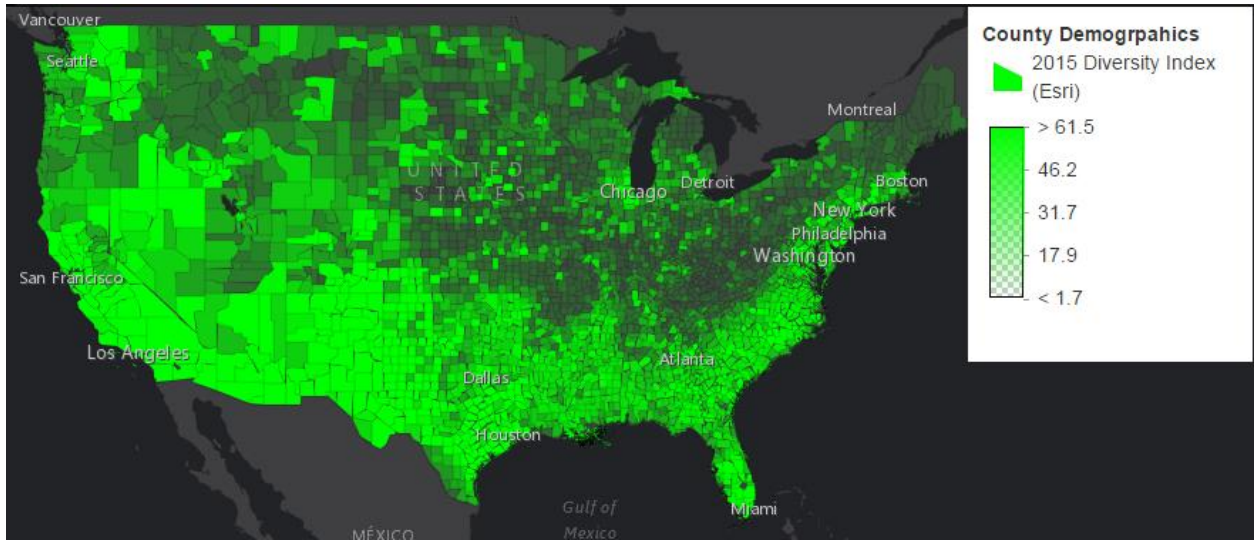 Vancouver
Seattle
Montreal
UNITED
STATES
Chicago
Detroit
Boston
New York
Philadelphia
Washington
San Francisco
Los Angeles
Atlanta
Dallas
Houston
Miami
Gulf of
Mexico
MÉXICO
County Demogrpahics
2015 Diversity Index
(Esri)
> 61.5
46.2
31.7
17.9
< 1.7